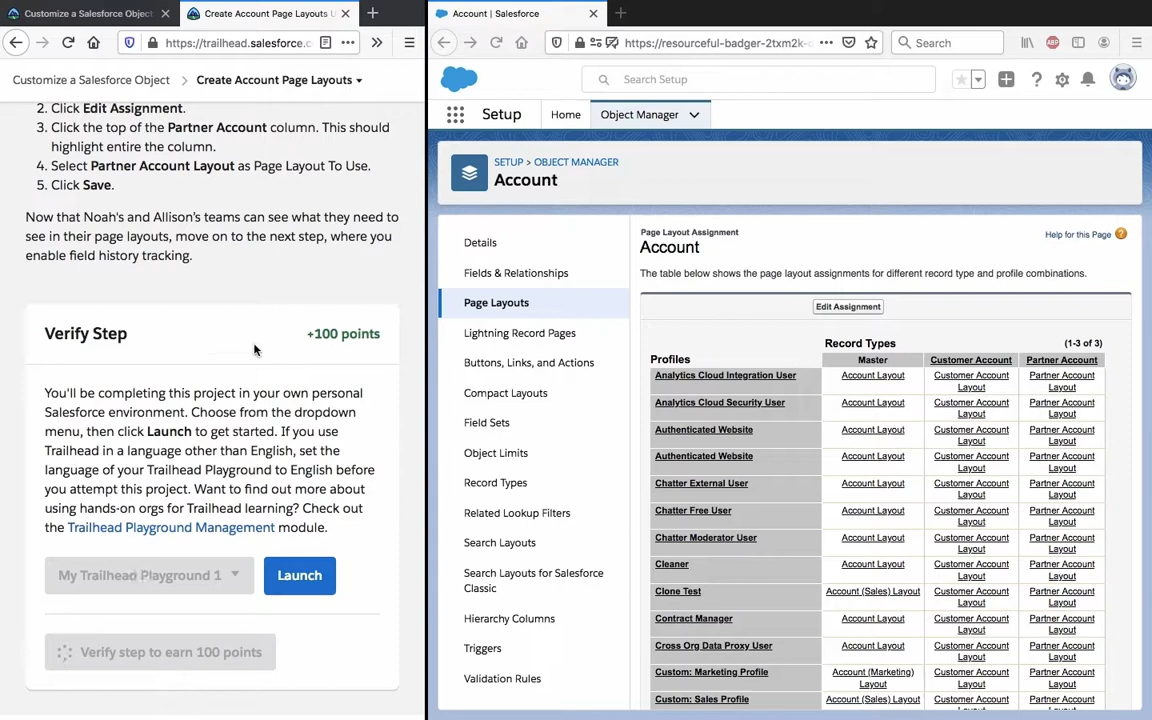 Customize a Salesforce Object
Create Account Page Layouts U
Account | Salesforce
https://trailhead.salesforce.c
https://resourceful-badger-2txm2k-c
Search
ABP
Customize a Salesforce Object
Create Account Page Layouts
Search Setup
Setup
Home
Object Manager
2. Click Edit Assignment.
3. Click the top of the Partner Account column. This should
highlight entire the column.
4. Select Partner Account Layout as Page Layout To Use.
5. Click Save.
Now that Noah's and Allison's teams can see what they need to
see in their page layouts, move on to the next step, where you
enable field history tracking.
Verify Step
+100 points
You'll be completing this project in your own personal
Salesforce environment. Choose from the dropdown
menu, then click Launch to get started. If you use
Trailhead in a language other than English, set the
language of your Trailhead Playground to English before
you attempt this project. Want to find out more about
using hands-on orgs for Trailhead learning? Check out
the Trailhead Playground Management module.
My Trailhead Playground 1
Launch
Verify step to earn 100 points
SETUP > OBJECT MANAGER
Account
Details
Fields & Relationships
Page Layouts
Lightning Record Pages
Buttons, Links, and Actions
Compact Layouts
Field Sets
Object Limits
Record Types
Related Lookup Filters
Search Layouts
Search Layouts for Salesforce
Classic
Hierarchy Columns
Triggers
Validation Rules
Page Layout Assignment
Account
Help for this Page
The table below shows the page layout assignments for different record type and profile combinations.
Edit Assignment
Record Types
(1-3 of 3)
Profiles
Master
Customer Account
Partner Account
Analytics Cloud Integration User
Account Layout
Customer Account
Layout
Partner Account
Layout
Analytics Cloud Security User
Account Layout
Customer Account
Layout
Partner Account
Layout
Authenticated Website
Account Layout
Customer Account
Layout
Partner Account
Layout
Authenticated Website
Account Layout
Customer Account
Layout
Partner Account
Layout
Chatter External User
Account Layout
Customer Account
Layout
Partner Account
Layout
Chatter Free User
Account Layout
Customer Account
Layout
Partner Account
Layout
Chatter Moderator User
Account Layout
Customer Account
Layout
Partner Account
Layout
Cleaner
Account Layout
Customer Account
Layout
Partner Account
Layout
Clone Test
Account (Sales) Layout
Customer Account
Layout
Partner Account
Layout
Contract Manager
Account Layout
Customer Account
Layout
Partner Account
Layout
Cross Org Data Proxy User
Account Layout
Customer Account
Layout
Partner Account
Layout
Custom: Marketing Profile
Account (Marketing)
Layout
Customer Account
Layout
Partner Account
Layout
Custom: Sales Profile
Account (Sales) Layout
Customer Account
Partner Account